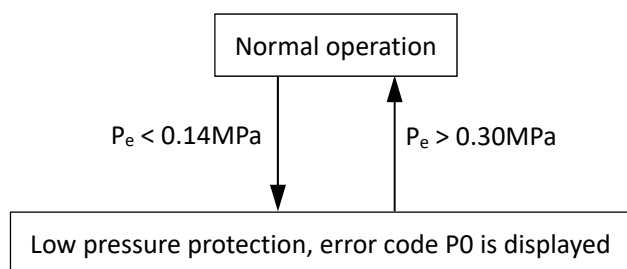 Normal operation
Pₑ < 0.14MPa
Pₑ > 0.30MPa
Low pressure protection, error code P0 is displayed